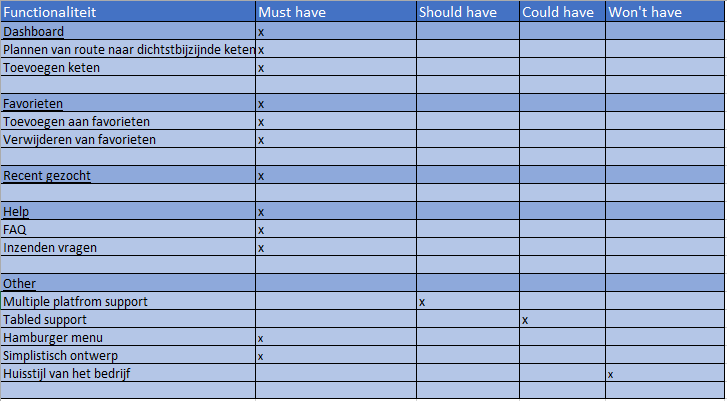 Functionaliteit Must have Should have Could have Won't have
Dashboard x
Plannen van route naar dichtstbijzijnde keten x
Toevoegen keten x
Favorieten x
Toevoegen aan favorieten x
Verwijderen van favorieten x
Recent gezocht x
Help x
FAQ x
Inzenden vragen x
Other
Multiple platfrom support x
Tabled support x
Hamburger menu x
Simplistisch ontwerp x
Huisstijl van het bedrijf x